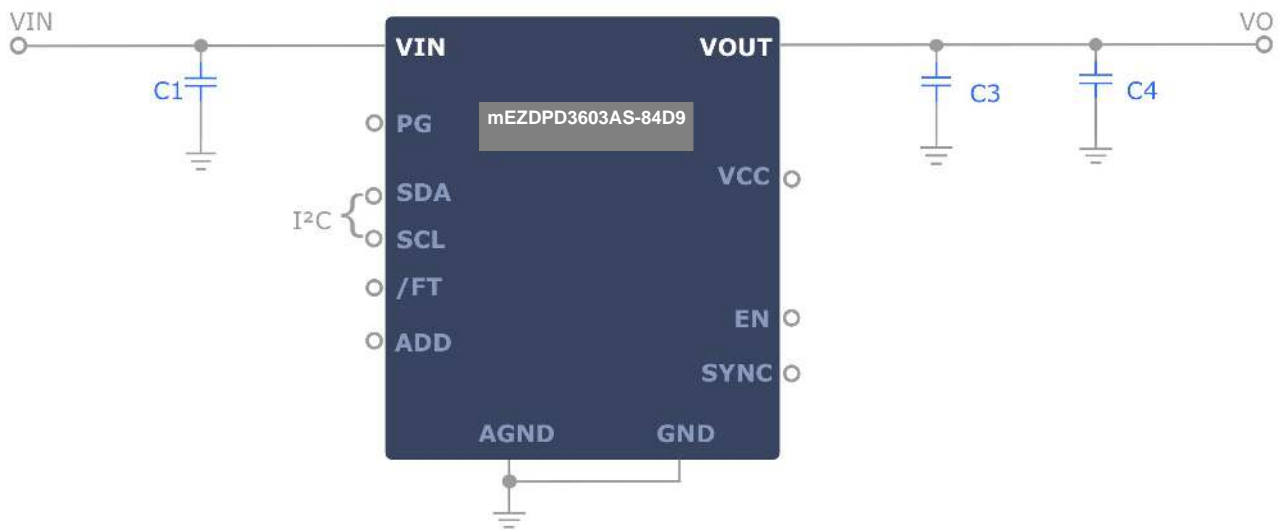 VIN
VO
VIN
VOUT
C1
C3
C4
mEZDPD3603AS-84D9
PG
VCC
SDA
I²C
SCL
/FT
EN
ADD
SYNC
AGND
GND